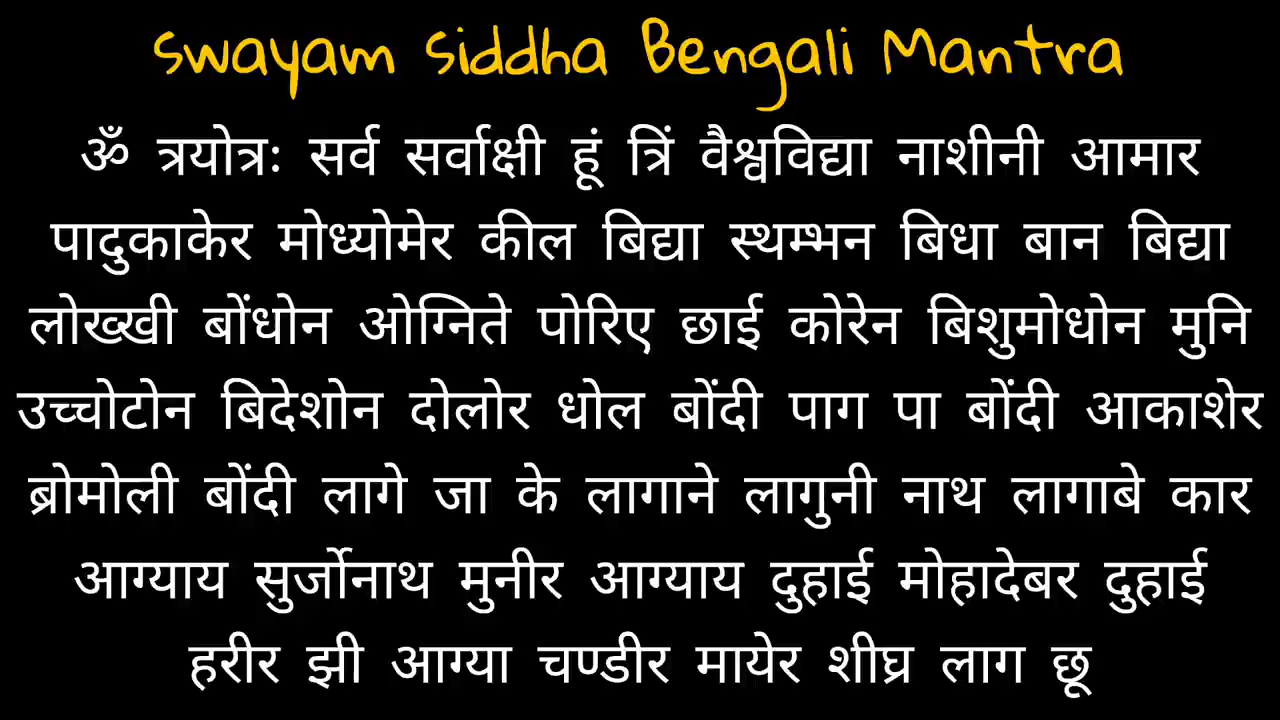 Swayam Siddha Bengali Mantra
ॐ त्रयोत्रः सर्व सर्वाक्षी हूं त्रिं वैश्वविद्या नाशीनी आमार
पादुकाकेर मोध्योमेर कील बिद्या स्थम्भन बिधा बान बिद्या
लोख्खी बोंधोन ओग्निते पोरिए छाई कोरेन बिशुमोधोन मुनि
उच्चोटोन बिदेशोन दोलोर धोल बोंदी पाग पा बोंदी आकाशेर
ब्रोमोली बोंदी लागे जा के लागाने लागुनी नाथ लागाबे कार
आग्याय सुर्जोनाथ मुनीर आग्याय दुहाई मोहादेबर दुहाई
हरीर झी आग्या चण्डीर मायेर शीघ्र लाग छू